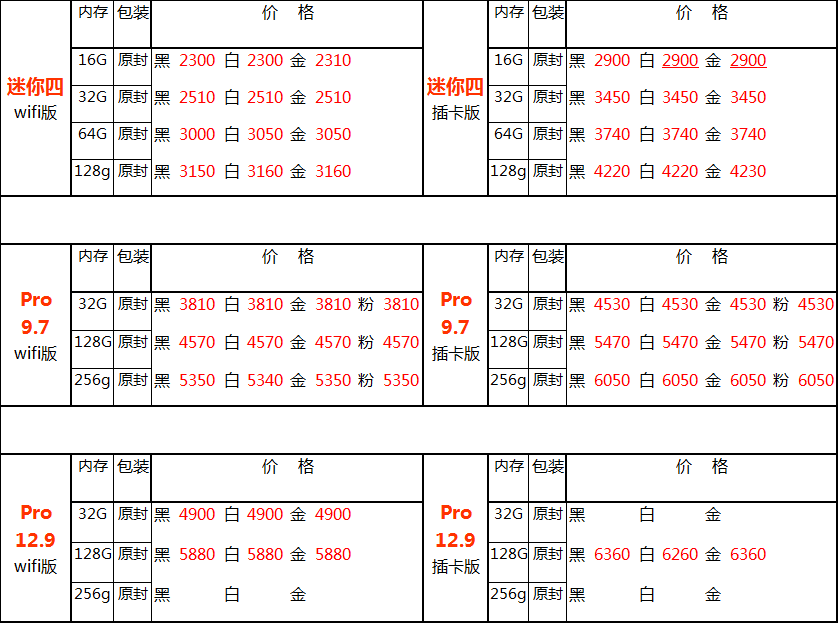 内存 包装 价 格 内存 包装 价 格
16G 原封 黑 2300 白 2300 金 2310 16G 原封 黑 2900 白 2900 金 2900
迷你四 迷你四
32G 原封 黑 2510 白 2510 金 2510 32G 原封 黑 3450 白 3450 金 3450
wifi版 插卡版
64G 原封 黑 3000 白 3050 金 3050 64G 原封 黑 3740 白 3740 金 3740
128g 原封 黑 3150 白 3160 金 3160 128g 原封 黑 4220 白 4220 金 4230
内存 包装 价 格 内存 包装 价 格
Pro Pro
32G 原封 黑 3810 白 3810 金 3810 粉 3810 32G 原封 黑 4530 白 4530 金 4530 粉 4530
9.7 9.7
128G 原封 黑 4570 白 4570 金 4570 粉 4570 128G 原封 黑 5470 白 5470 金 5470 粉 5470
wifi版 插卡版
256g 原封 黑 5350 白 5340 金 5350 粉 5350 256g 原封 黑 6050 白 6050 金 6050 粉 6050
内存 包装 价 格 内存 包装 价 格
Pro Pro
32G 原封 黑 4900 白 4900 金 4900 32G 原封 黑 白 金
12.9 12.9
128G 原封 黑 5880 白 5880 金 5880 128G 原封 黑 6360 白 6260 金 6360
wifi版 插卡版
256g 原封 黑 白 金 256g 原封 黑 白 金